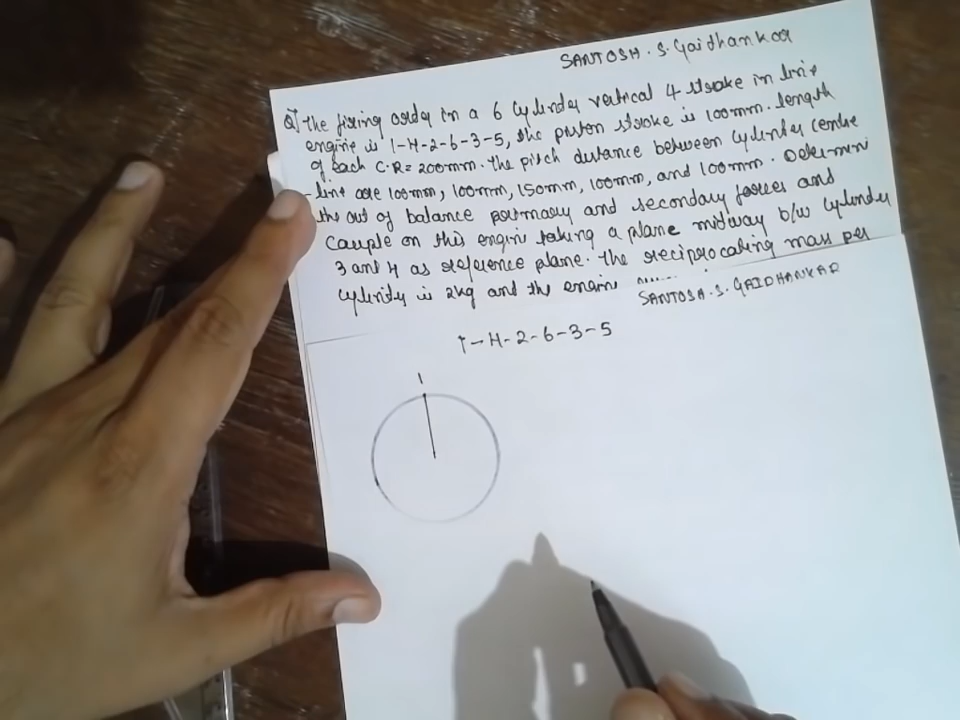 SANTOSH. S. Gaidhankar
Q) The firing order in a 6 cylinder vertical 4 stroke in line
engine is 1-4-2-6-3-5, the piston stroke is 100mm. length
of each C.R = 200mm. The pitch distance between cylinder centre
-line are 100mm, 100mm, 150mm, 100mm, and 100mm. Determini
the out of balance primary and secondary forces and
Couple on this engin taking a plane midway b/w cylinder
3 and 4 as reference plane. The reciprocating mass per
cylinder is 2kg and the engine
SANTOSH. S. GAIDHANKAR
1-4-2-6-3-5
1